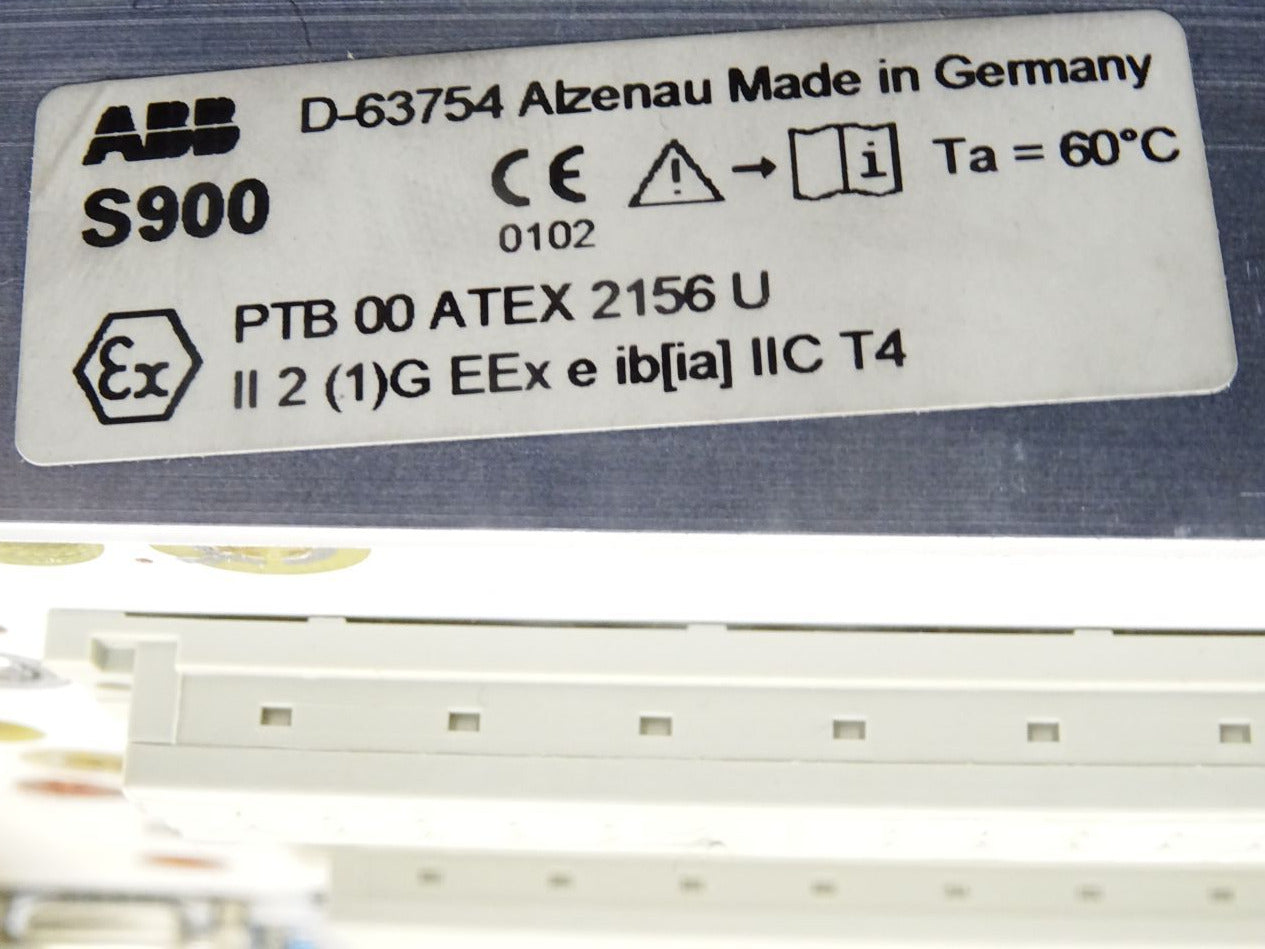 ABB D-63754 Alzenau Made in Germany
S900 CE i Ta = 60°C
0102
Ex PTB 00 ATEX 2156 U
II 2 (1)G EEx e ib[ia] IIC T4